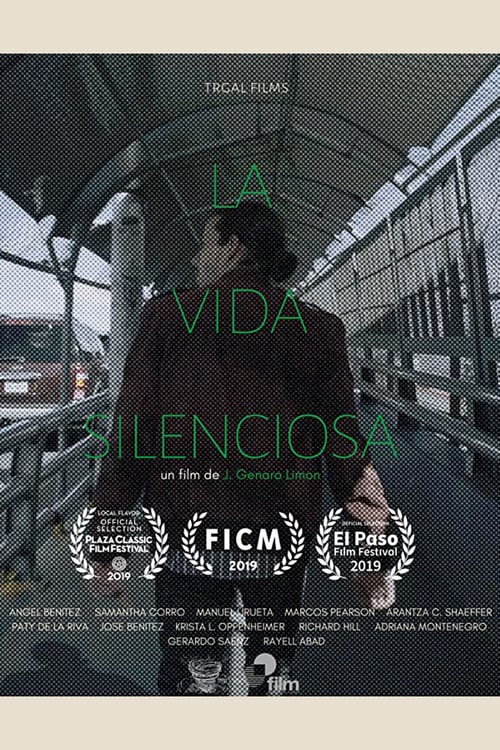 TRGAL FILMS
LA
VIDA
SILENCIOSA
un film de J. Genaro Limon
LOCAL FLAVOR
OFFICIAL
SELECTION
PLAZA CLASSIC
FILM FESTIVAL
2019
FICM
2019
OFFICIAL SELECTION
El Paso
Film Festival
2019
ANGEL BENITEZ SAMANTHA CORRO MANUEL URUETA MARCOS PEARSON ARANTZA C. SHAEFFER
PATY DE LA RIVA JOSE BENITEZ KRISTA L. OPPENHEIMER RICHARD HILL ADRIANA MONTENEGRO
GERARDO SAENZ RAYELL ABAD
film